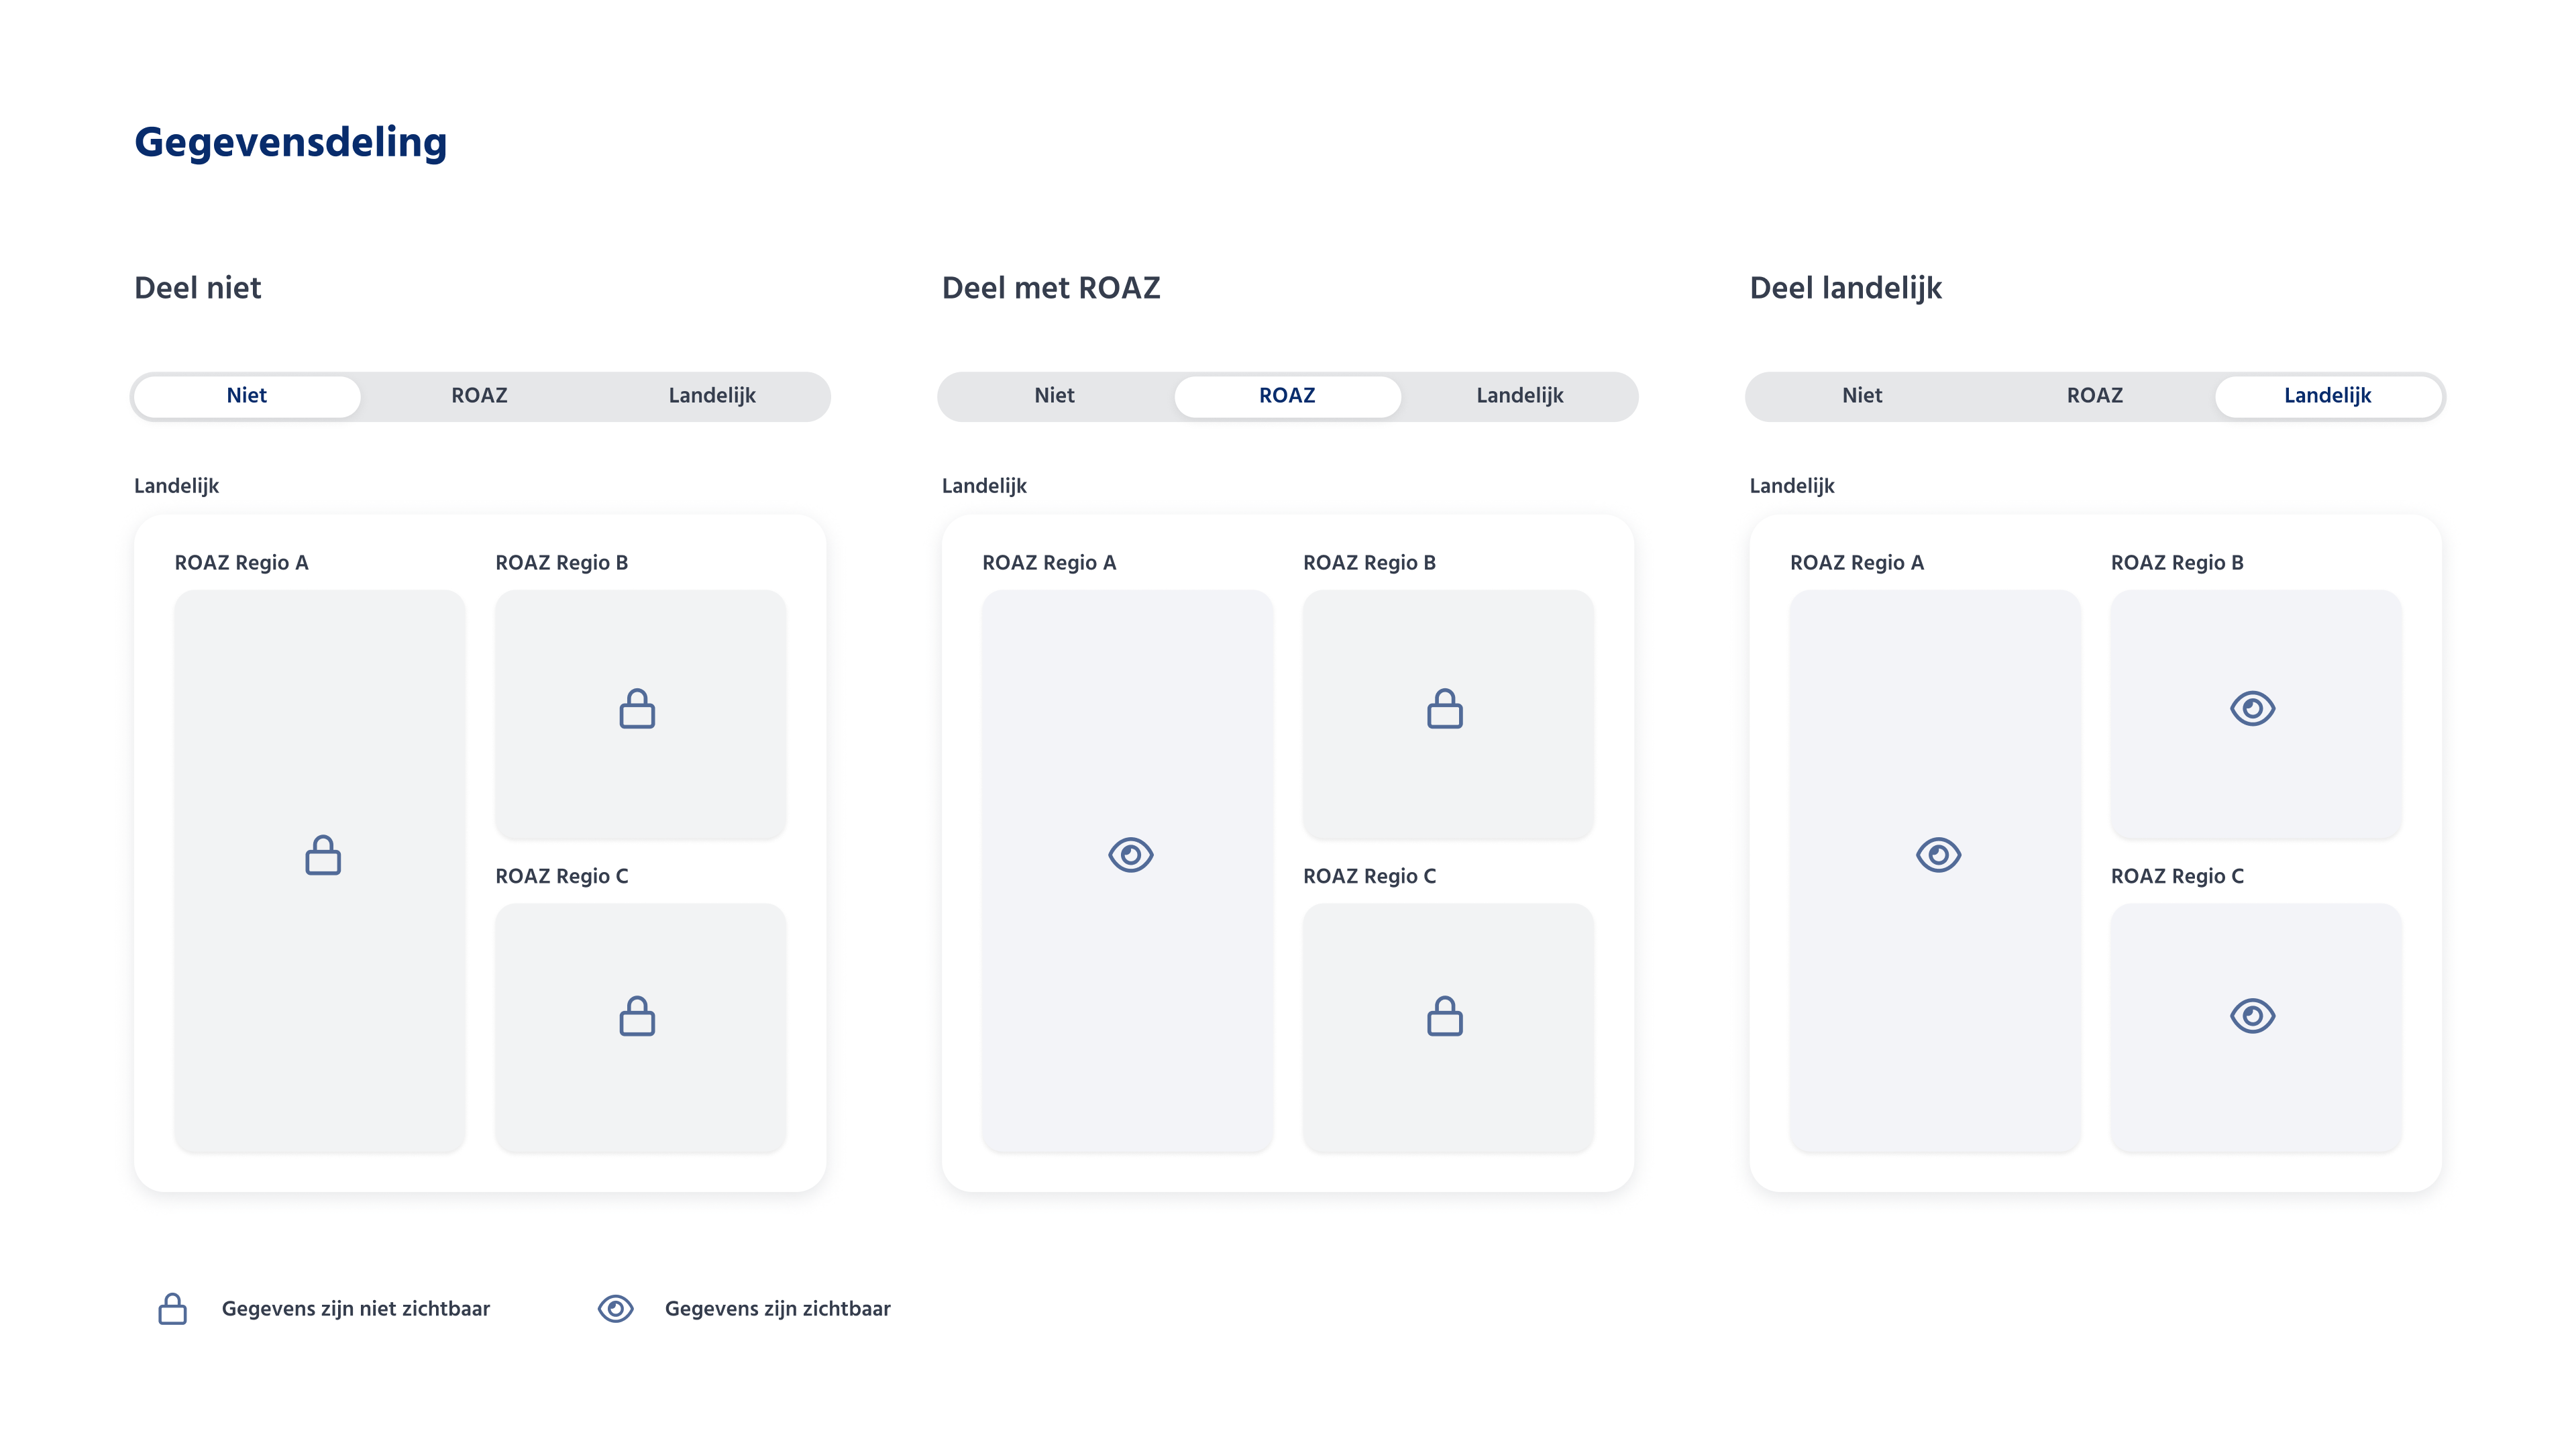 Gegevensdeling
Deel niet
Niet ROAZ Landelijk
Landelijk
ROAZ Regio A
ROAZ Regio B
ROAZ Regio C
Deel met ROAZ
Niet ROAZ Landelijk
Landelijk
ROAZ Regio A
ROAZ Regio B
ROAZ Regio C
Deel landelijk
Niet ROAZ Landelijk
Landelijk
ROAZ Regio A
ROAZ Regio B
ROAZ Regio C
Gegevens zijn niet zichtbaar
Gegevens zijn zichtbaar